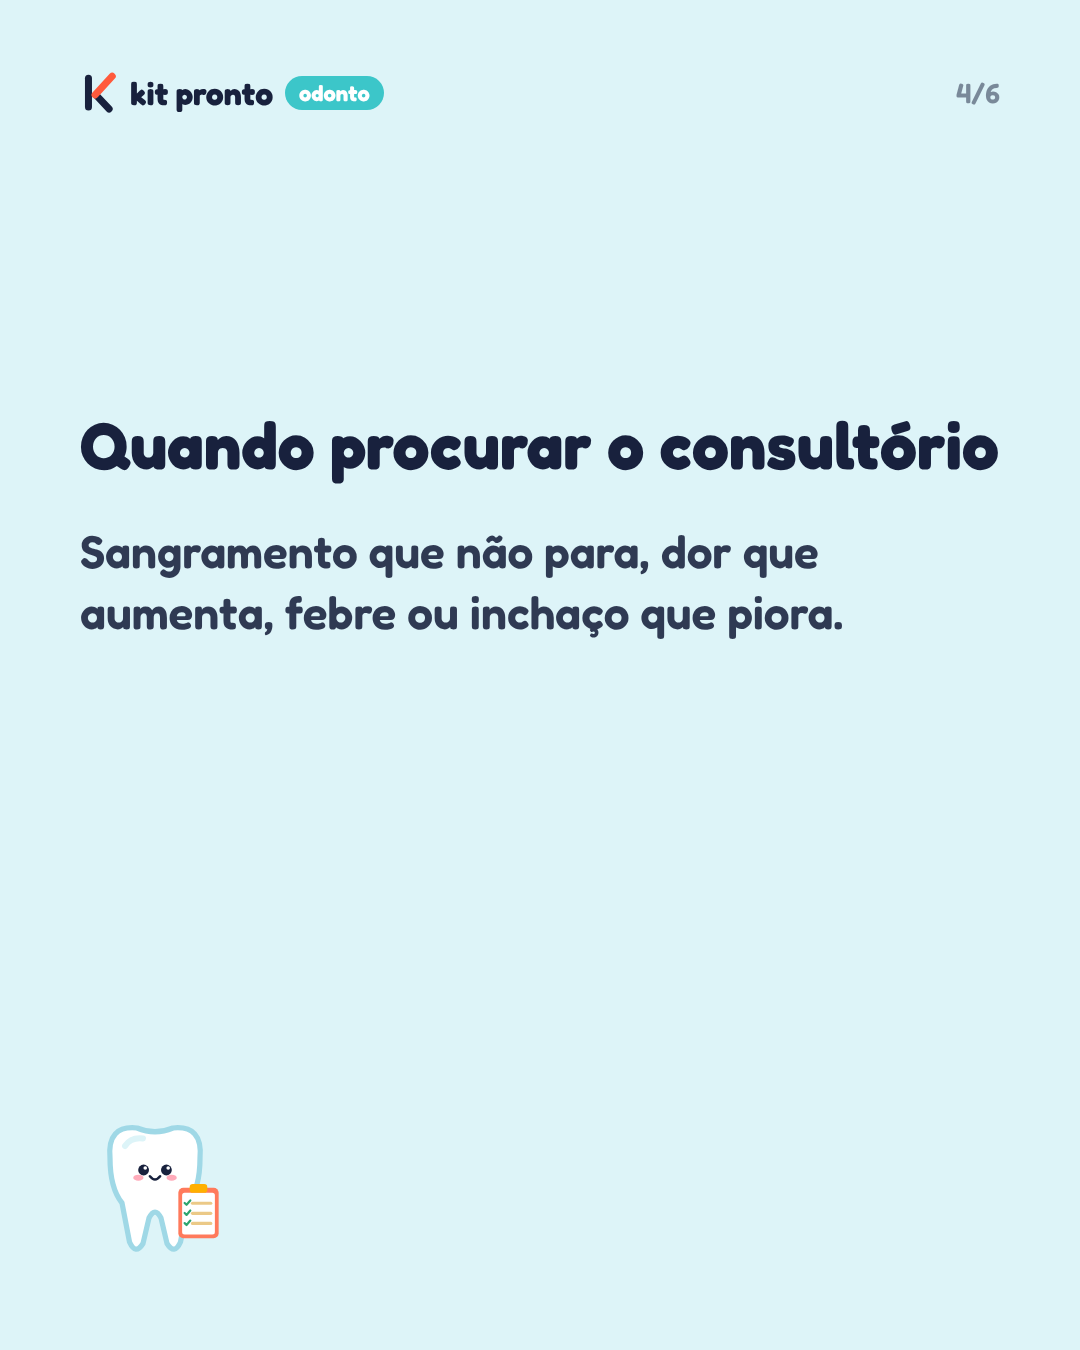 kit pronto odonto
4/6
Quando procurar o consultório
Sangramento que não para, dor que
aumenta, febre ou inchaço que piora.